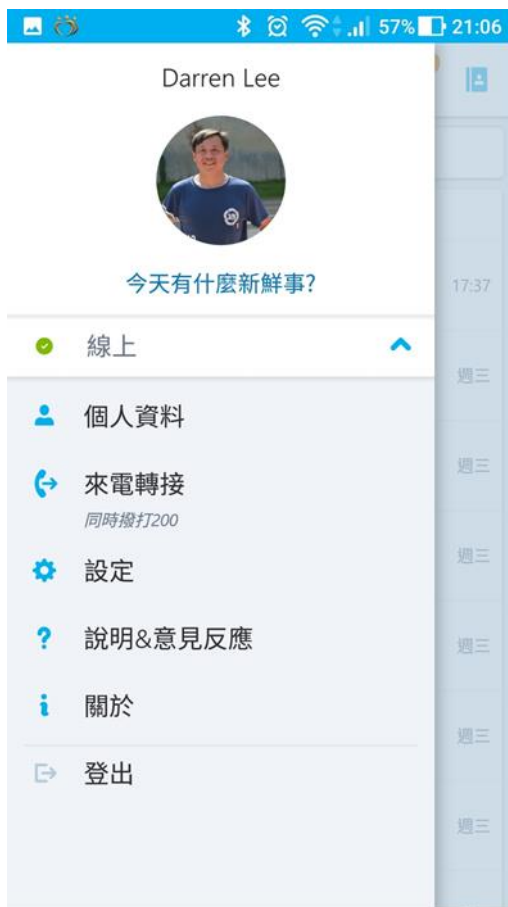 57% 21:06
Darren Lee
今天有什麼新鮮事?
17:37
線上
週三
個人資料
週三
來電轉接
同時撥打200
週三
設定
說明&意見反應
週三
關於
週三
登出
週三